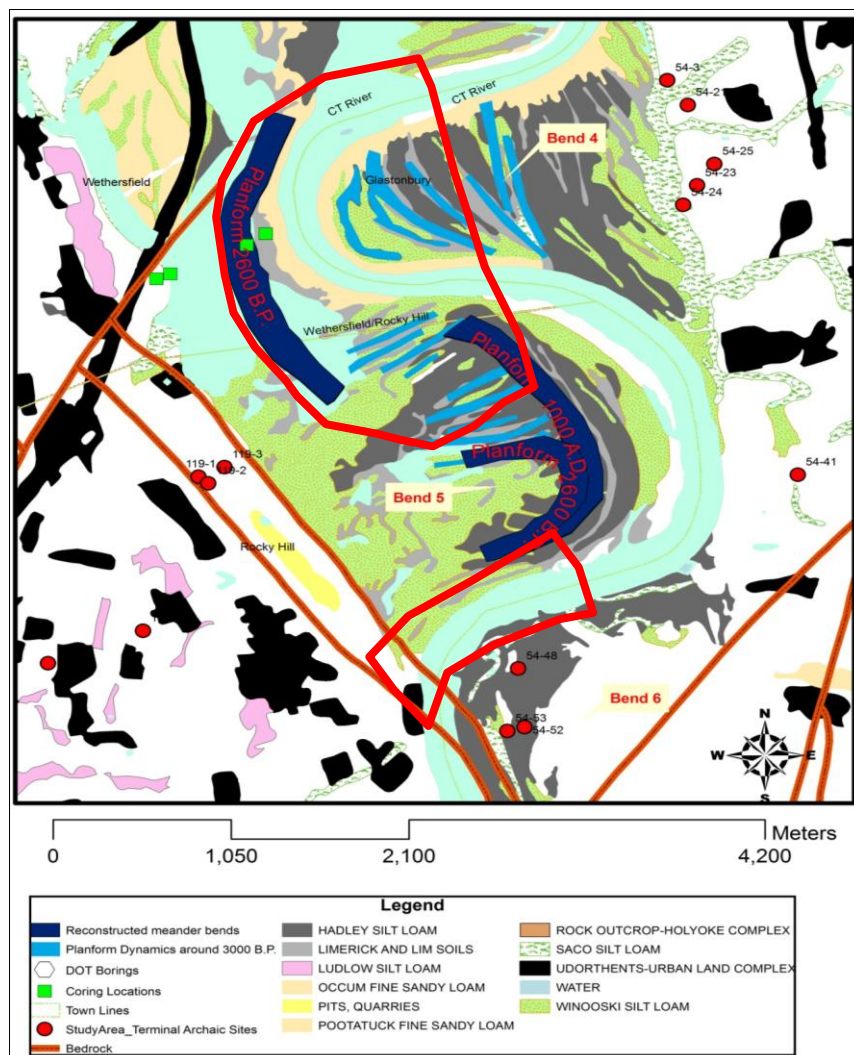 54-3
54-21
CT River
CT River
Bend 4
54-25
Wethersfield
Glastonbury
54-23
54-24
Planform 2600 B.P.
Wethersfield/Rocky Hill
Planform 1000 A.D.
119-3
119-1
Planform 2600 B.P.
54-41
Bend 5
Rocky Hill
54-48
Bend 6
54-53
54-52
N
W
E
S
Meters
0
1,050
2,100
4,200
Legend
Reconstructed meander bends
Planform Dynamics around 3000 B.P.
DOT Borings
Coring Locations
Town Lines
StudyArea_Terminal Archaic Sites
Bedrock
HADLEY SILT LOAM
LIMERICK AND LIM SOILS
LUDLOW SILT LOAM
OCCUM FINE SANDY LOAM
PITS, QUARRIES
POOTATUCK FINE SANDY LOAM
ROCK OUTCROP-HOLYOKE COMPLEX
SACO SILT LOAM
UDORTHENTS-URBAN LAND COMPLEX
WATER
WINOOSKI SILT LOAM